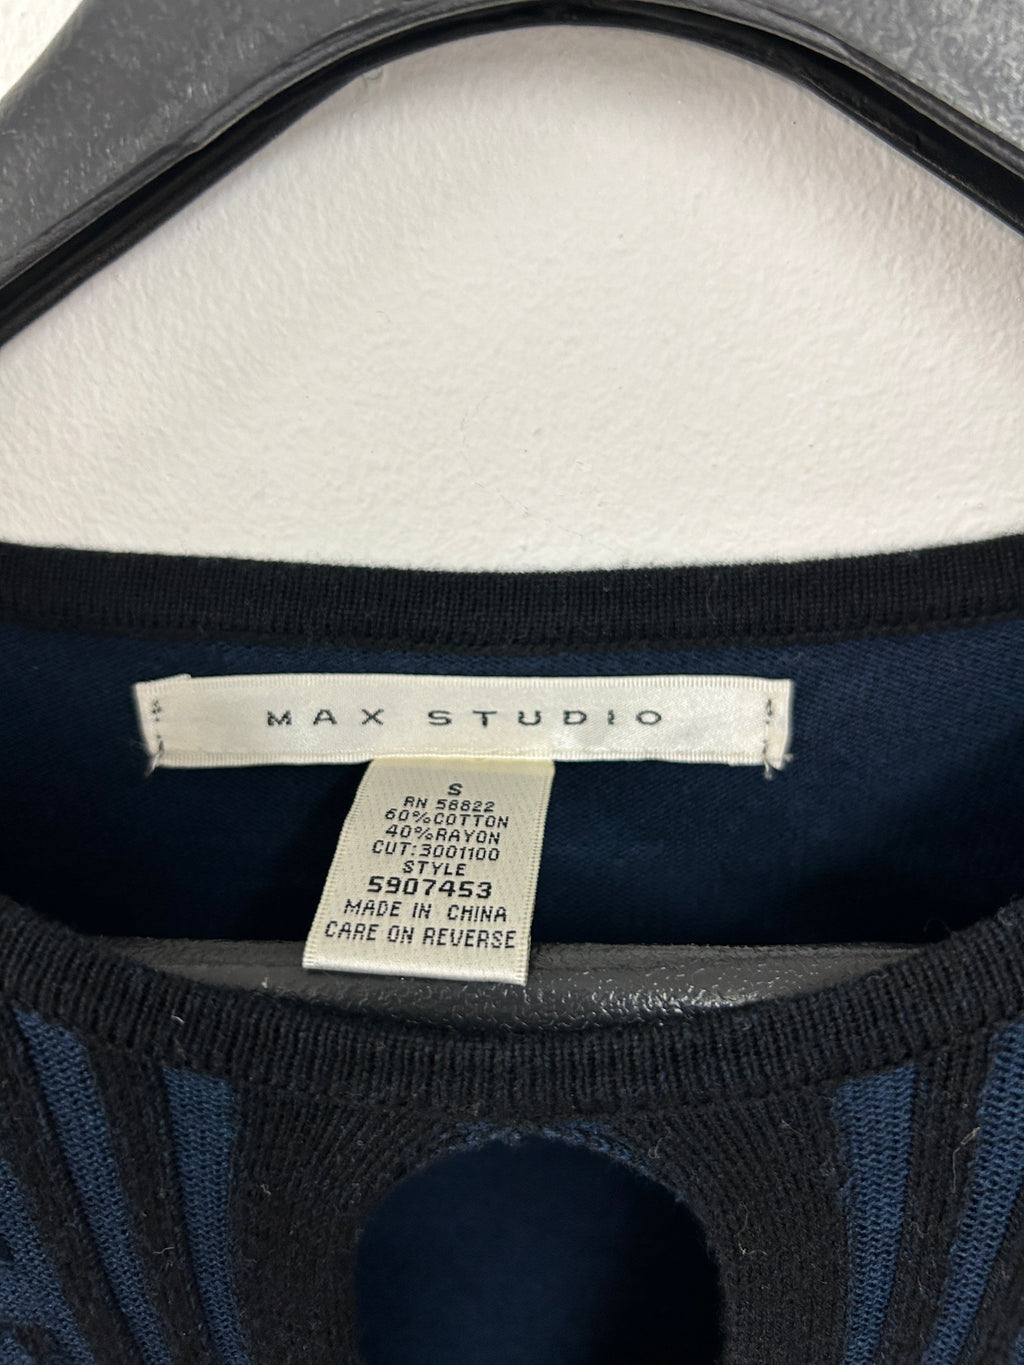 MAX STUDIO
S
RN 58822
60%COTTON
40%RAYON
CUT:3001100
STYLE
5907453
MADE IN CHINA
CARE ON REVERSE